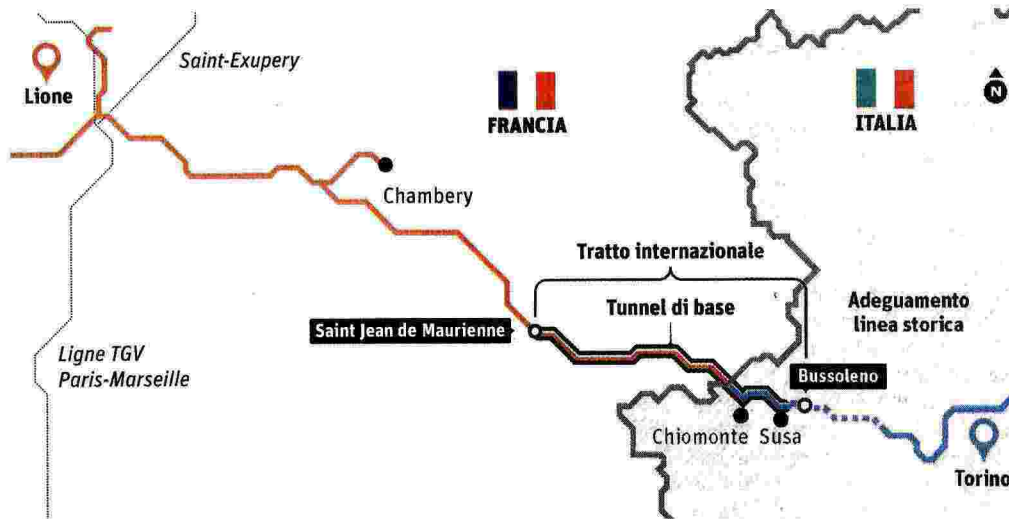 Saint-Exupery
Lione
FRANCIA
ITALIA
N
Chambery
Tratto internazionale
Tunnel di base
Adeguamento
linea storica
Saint Jean de Maurienne
Ligne TGV
Paris-Marseille
Bussoleno
Chiomonte
Susa
Torino